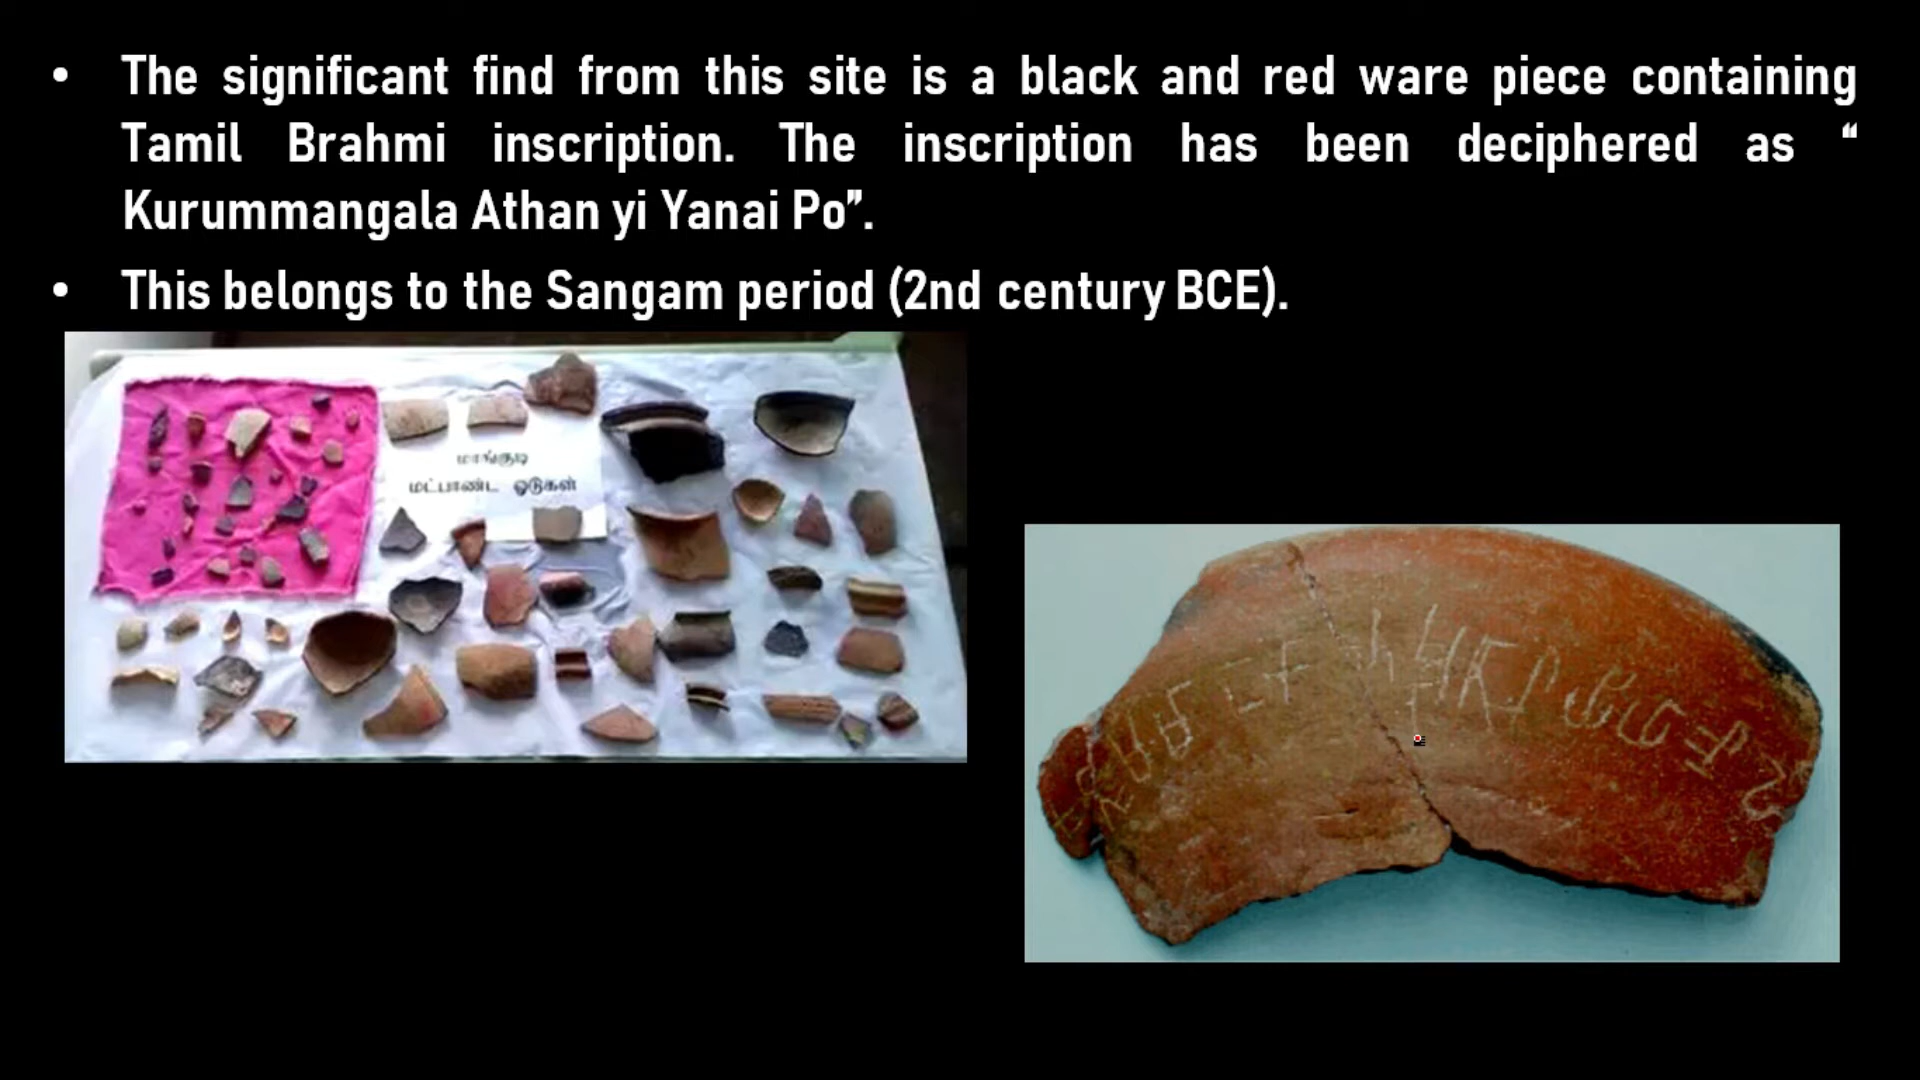 • The significant find from this site is a black and red ware piece containing
Tamil Brahmi inscription. The inscription has been deciphered as “
Kurummangala Athan yi Yanai Po”.
• This belongs to the Sangam period (2nd century BCE).
மாங்குடி
மட்பாண்ட ஓடுகள்